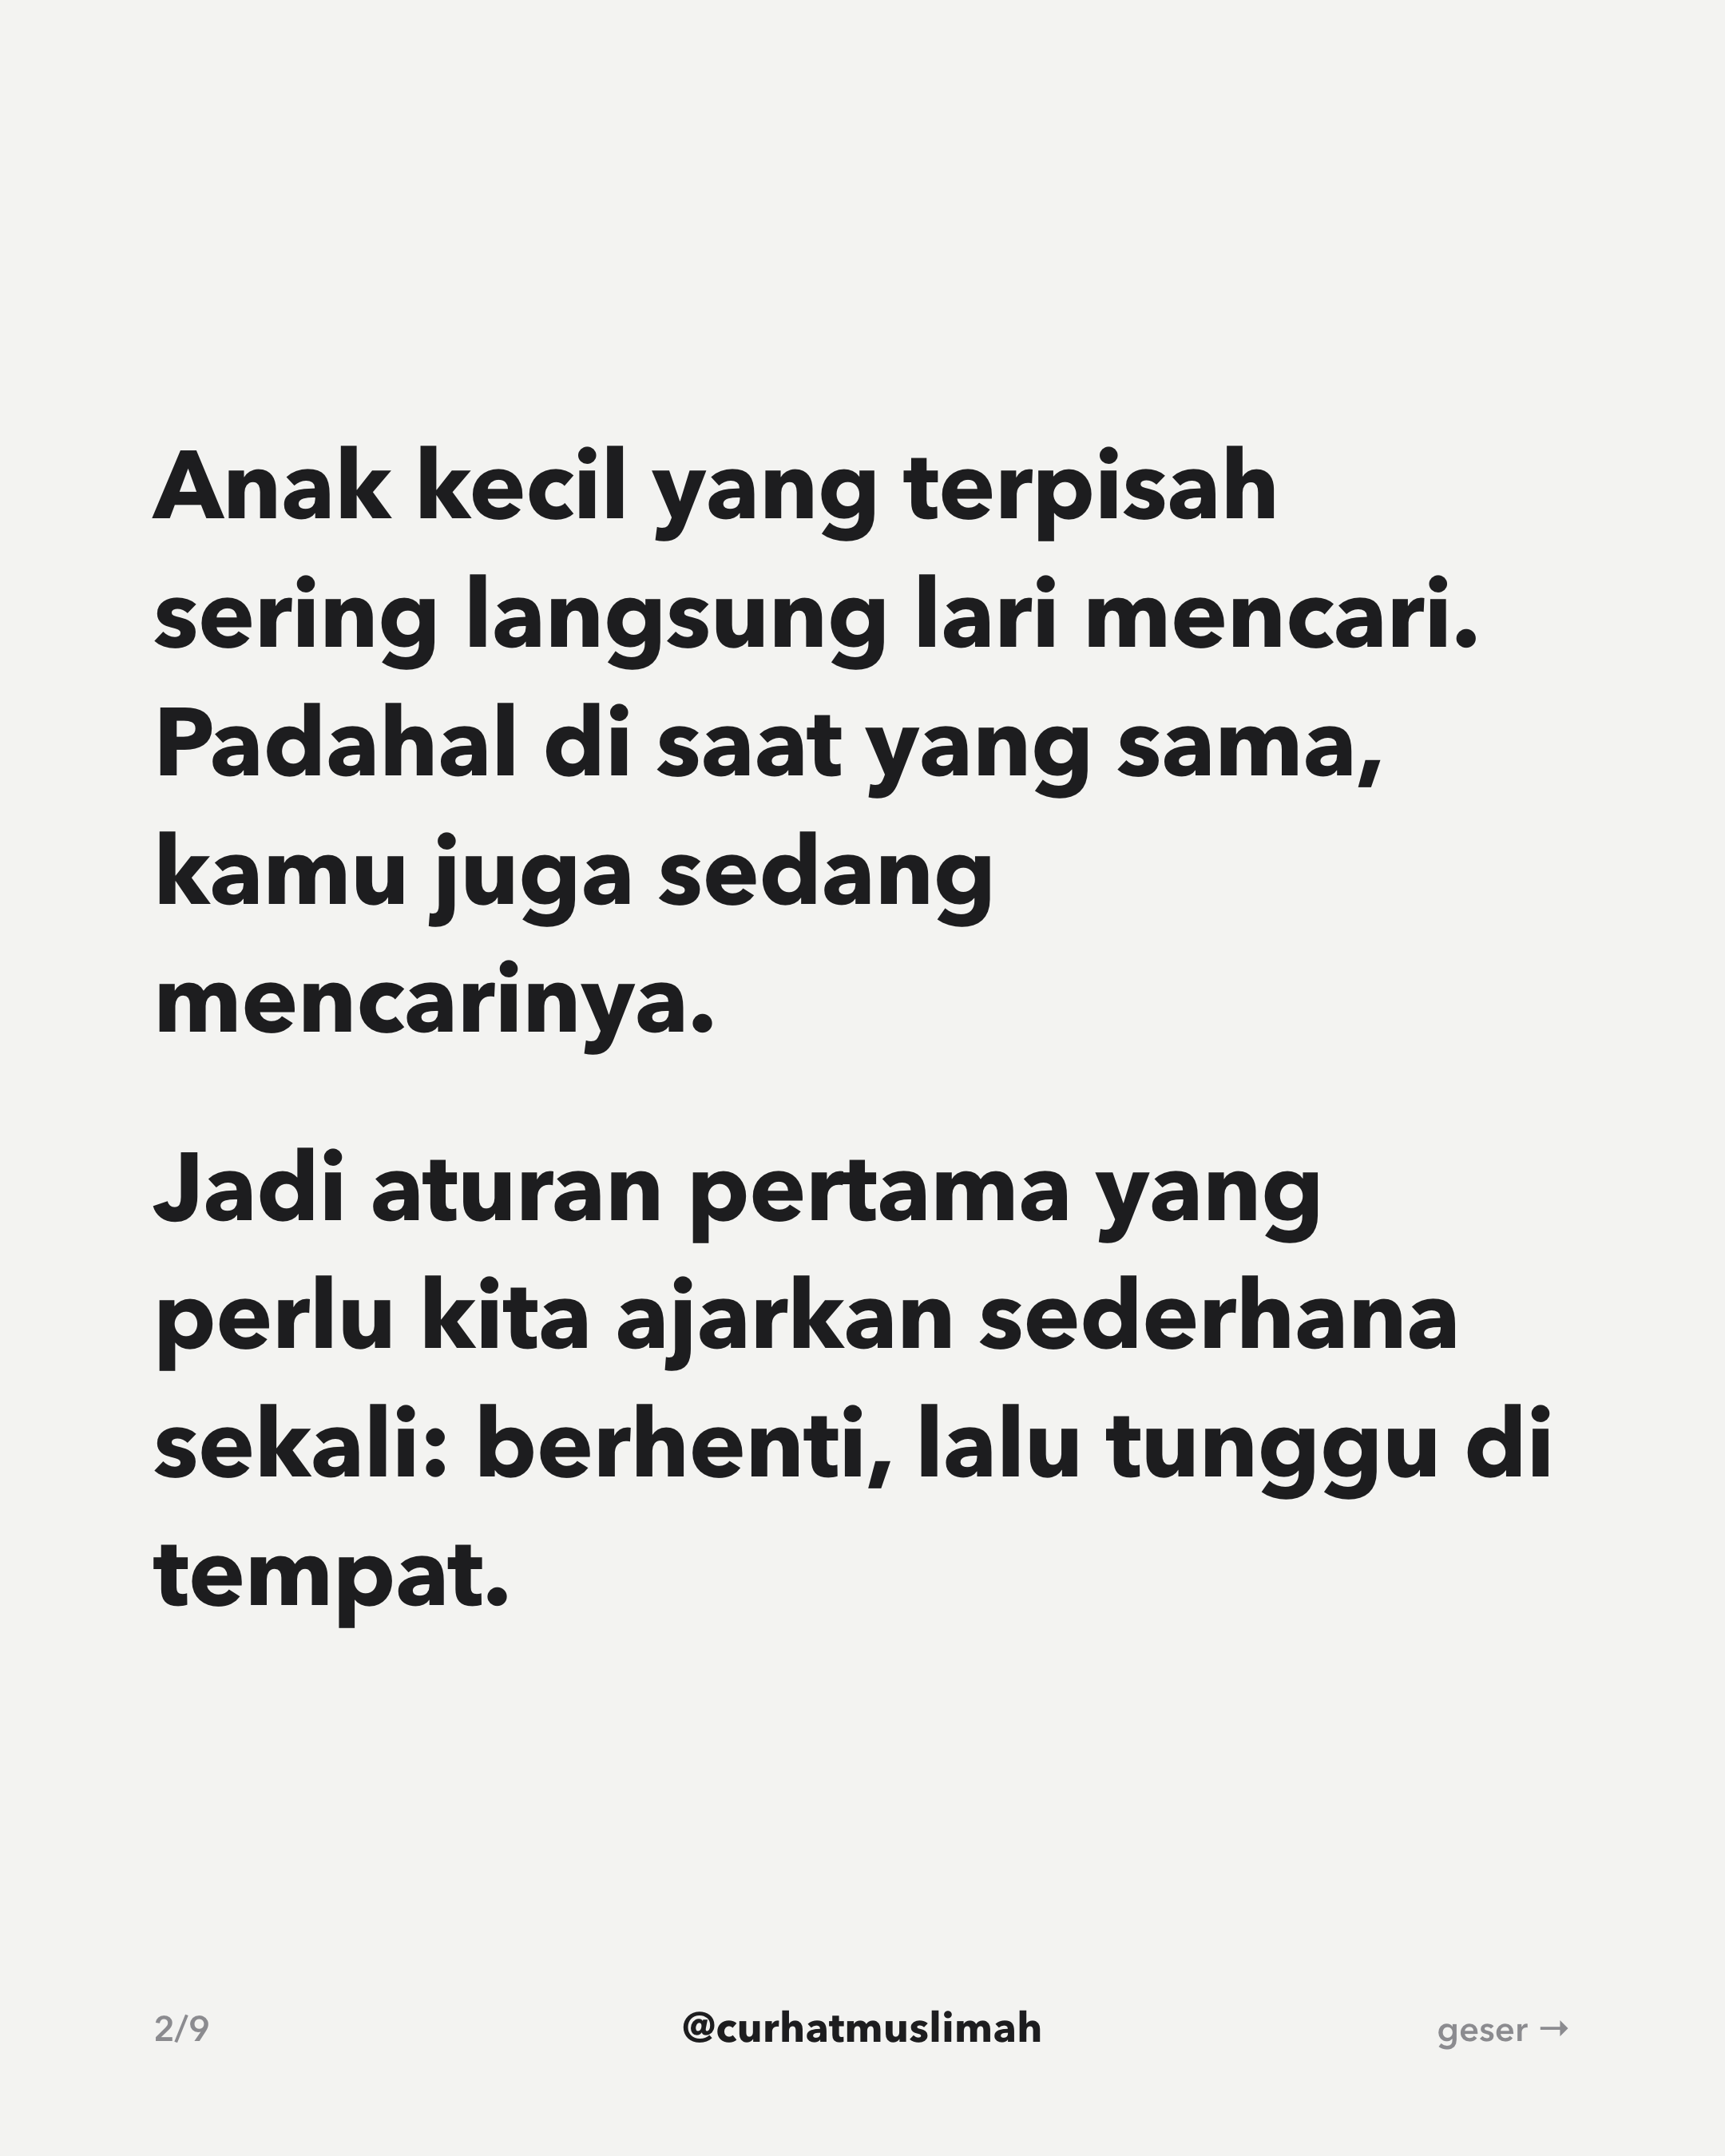 Anak kecil yang terpisah
sering langsung lari mencari.
Padahal di saat yang sama,
kamu juga sedang
mencarinya.
Jadi aturan pertama yang
perlu kita ajarkan sederhana
sekali: berhenti, lalu tunggu di
tempat.
2/9
@curhatmuslimah
geser →